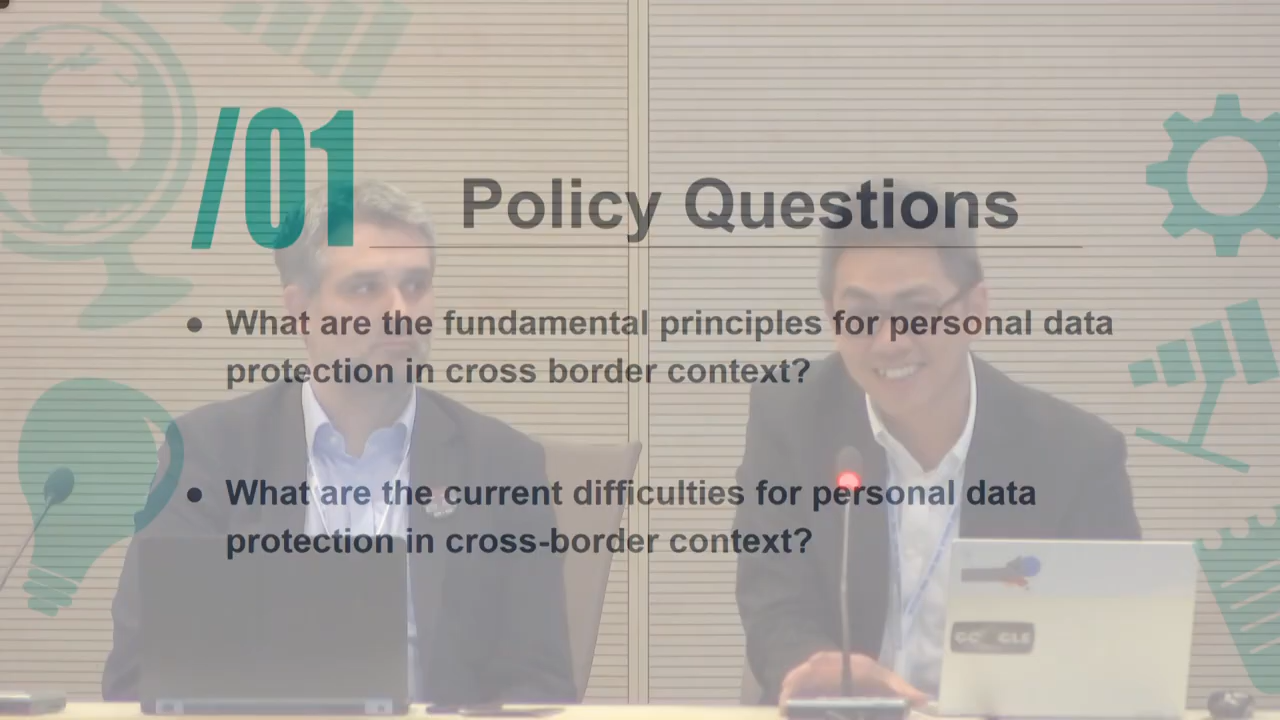 /01
Policy Questions
● What are the fundamental principles for personal data
protection in cross border context?
● What are the current difficulties for personal data
protection in cross-border context?